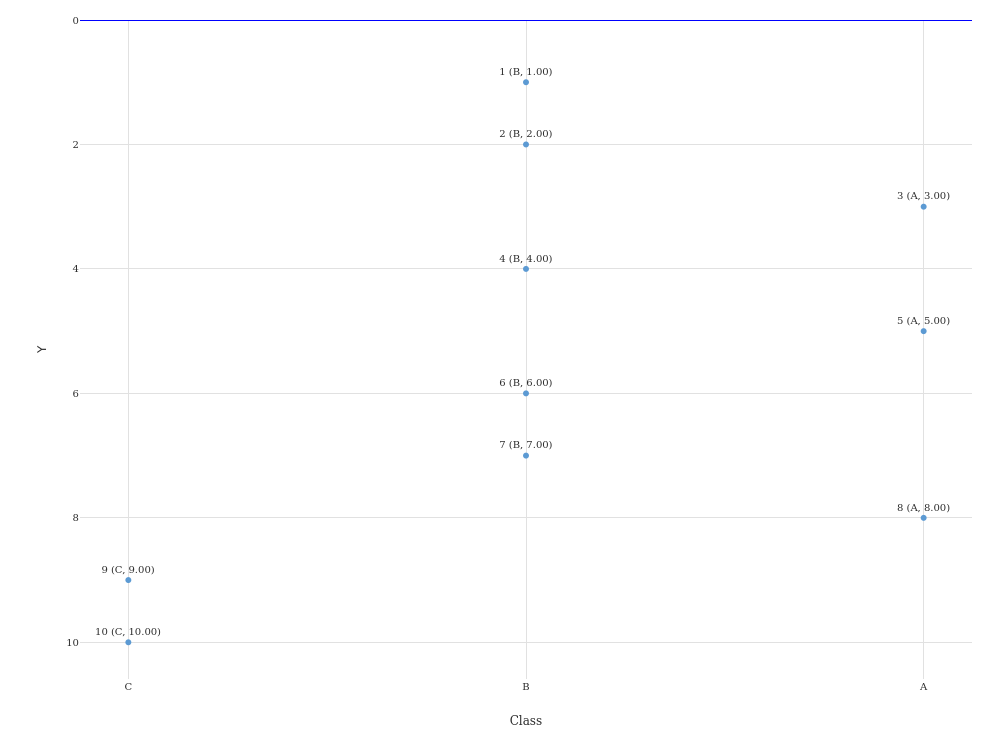 0
1 (B, 1.00)
2 (B, 2.00)
2
3 (A, 3.00)
4 (B, 4.00)
4
5 (A, 5.00)
Y
6 (B, 6.00)
6
7 (B, 7.00)
8 (A, 8.00)
8
9 (C, 9.00)
10 (C, 10.00)
10
C B A
Class